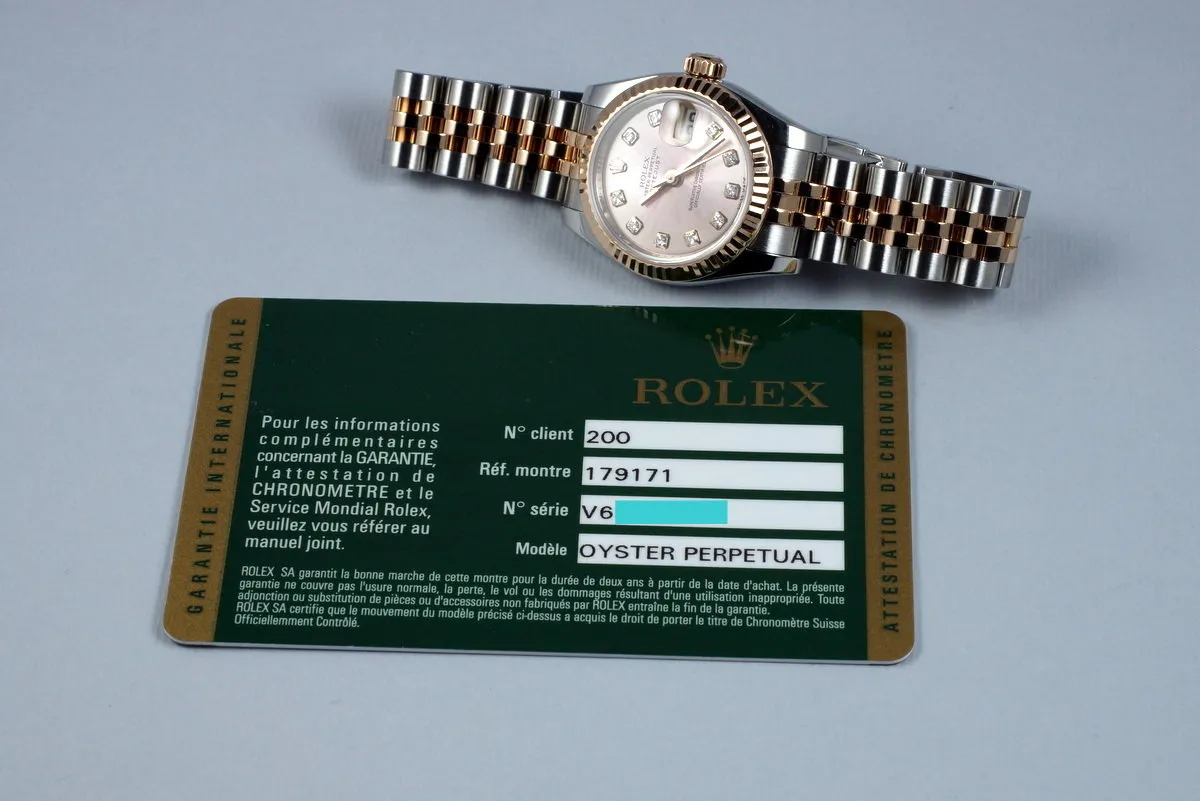 ROLEX
GARANTIE INTERNATIONALE
ROLEX
Pour les informations
complémentaires
concernant la GARANTIE,
l'attestation de
CHRONOMETRE et le
Service Mondial Rolex,
veuillez vous référer au
manuel joint.
N° client 200
Réf. montre 179171
N° série V6
Modèle OYSTER PERPETUAL
ROLEX SA garantit la bonne marche de cette montre pour la durée de deux ans à partir de la date d'achat. La présente
garantie ne couvre pas l'usure normale, la perte, le vol ou les dommages résultant d'une utilisation inappropriée. Toute
adjonction ou substitution de pièces ou d'accessoires non fabriqués par ROLEX entraîne la fin de la garantie.
ROLEX SA certifie que le mouvement du modèle précisé ci-dessus a acquis le droit de porter le titre de Chronomètre Suisse
Officiellement Contrôlé.
ATTESTATION DE CHRONOMETRE